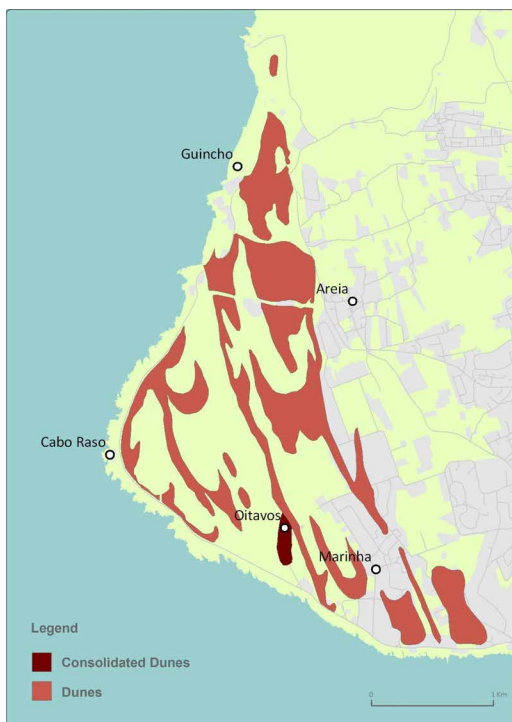 Guincho
Areia
Cabo Raso
Oitavos
Marinha
Legend
Consolidated Dunes
Dunes
0
1 Km